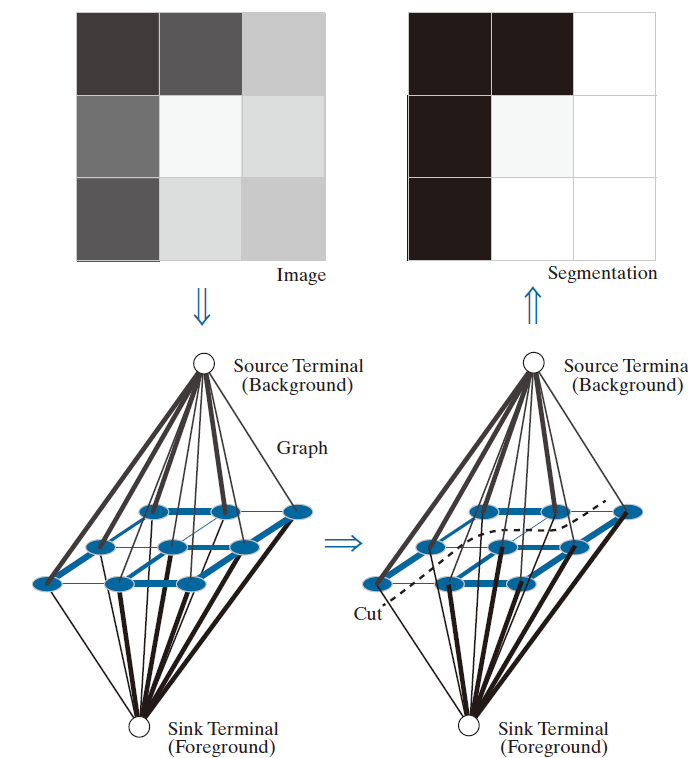 Image
Segmentation
Source Terminal
(Background)
Graph
Source Termina
(Background)
Cut
Sink Terminal
(Foreground)
Sink Terminal
(Foreground)